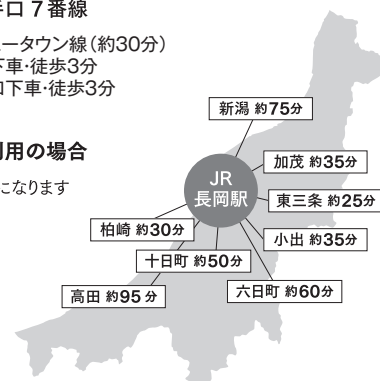 口 7 番線
ータウン線(約30分)
下車・徒歩3分
口下車・徒歩3分
用の場合
になります
新潟 約75分
加茂 約35分
JR
長岡駅
東三条 約25分
柏崎 約30分
小出 約35分
十日町 約50分
高田 約95分
六日町 約60分